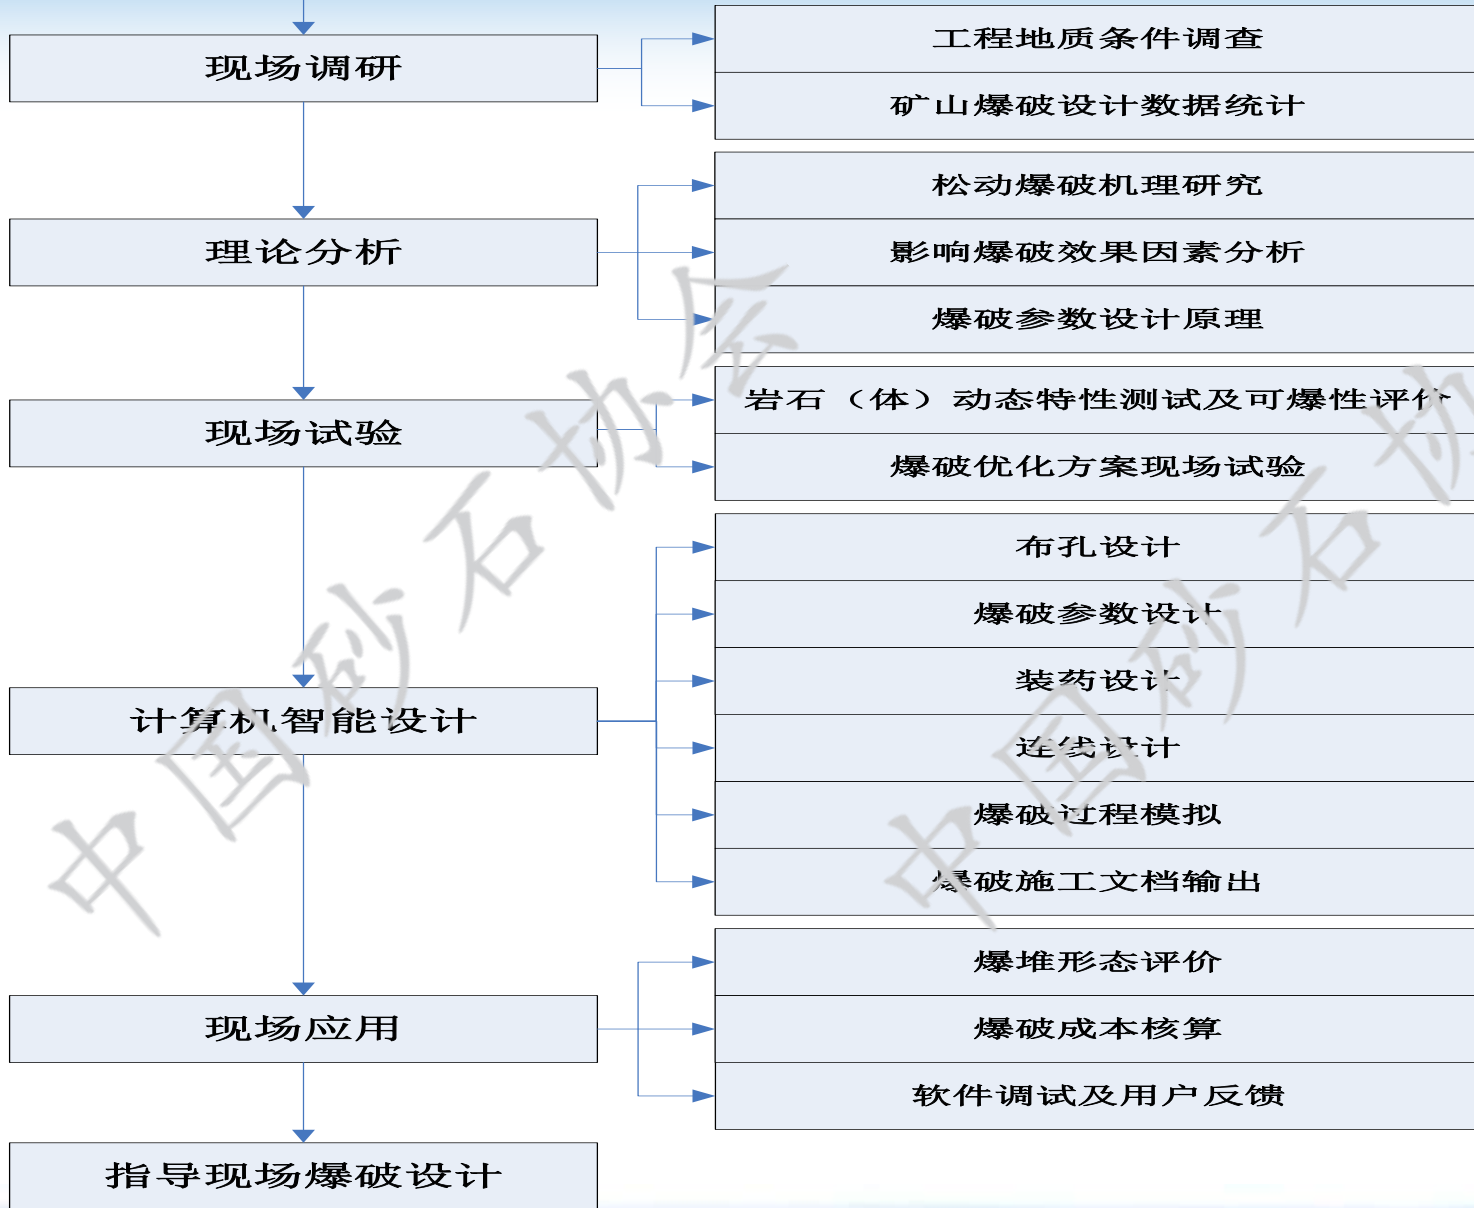 现场调研
工程地质条件调查
矿山爆破设计数据统计
理论分析
松动爆破机理研究
影响爆破效果因素分析
爆破参数设计原理
现场试验
岩石（体）动态特性测试及可爆性评价
爆破优化方案现场试验
计算机智能设计
布孔设计
爆破参数设计
装药设计
连线设计
爆破过程模拟
爆破施工文档输出
现场应用
爆堆形态评价
爆破成本核算
软件调试及用户反馈
指导现场爆破设计
中国砂石协会
中国砂石协